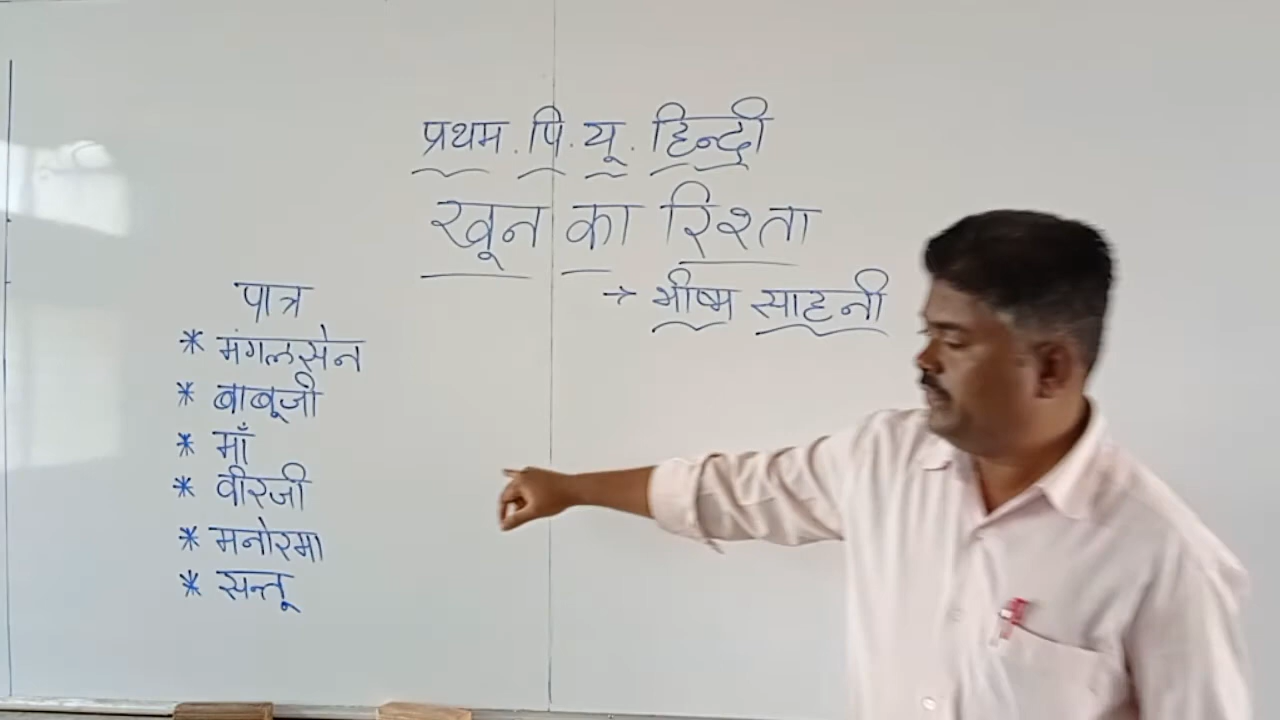 प्रथम. पि. यू. हिन्दी
खून का रिश्ता
→ भीष्म साहनी
पात्र
* मंगलसेन
* बाबूजी
* माँ
* वीरजी
* मनोरमा
* सन्तू